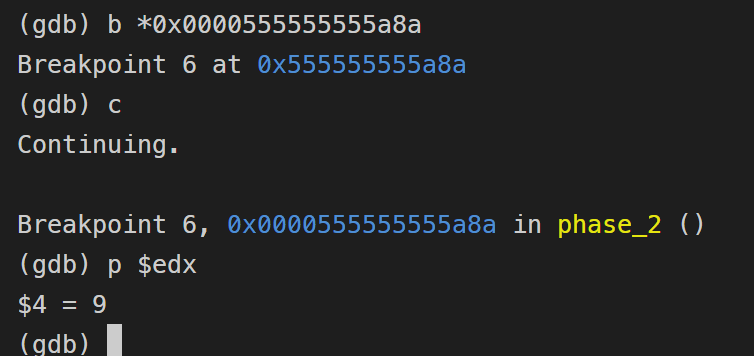 (gdb) b *0x0000555555555a8a
Breakpoint 6 at 0x555555555a8a
(gdb) c
Continuing.
Breakpoint 6, 0x0000555555555a8a in phase_2 ()
(gdb) p $edx
$4 = 9
(gdb)